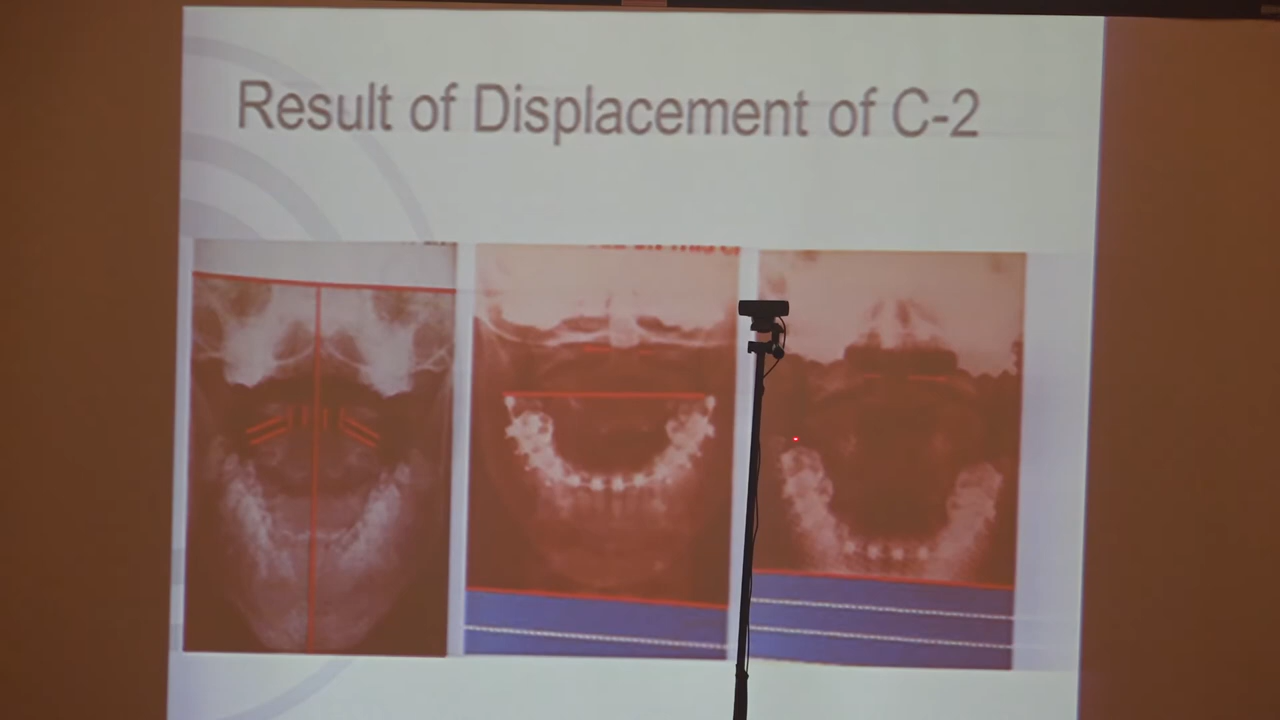 Result of Displacement of C-2